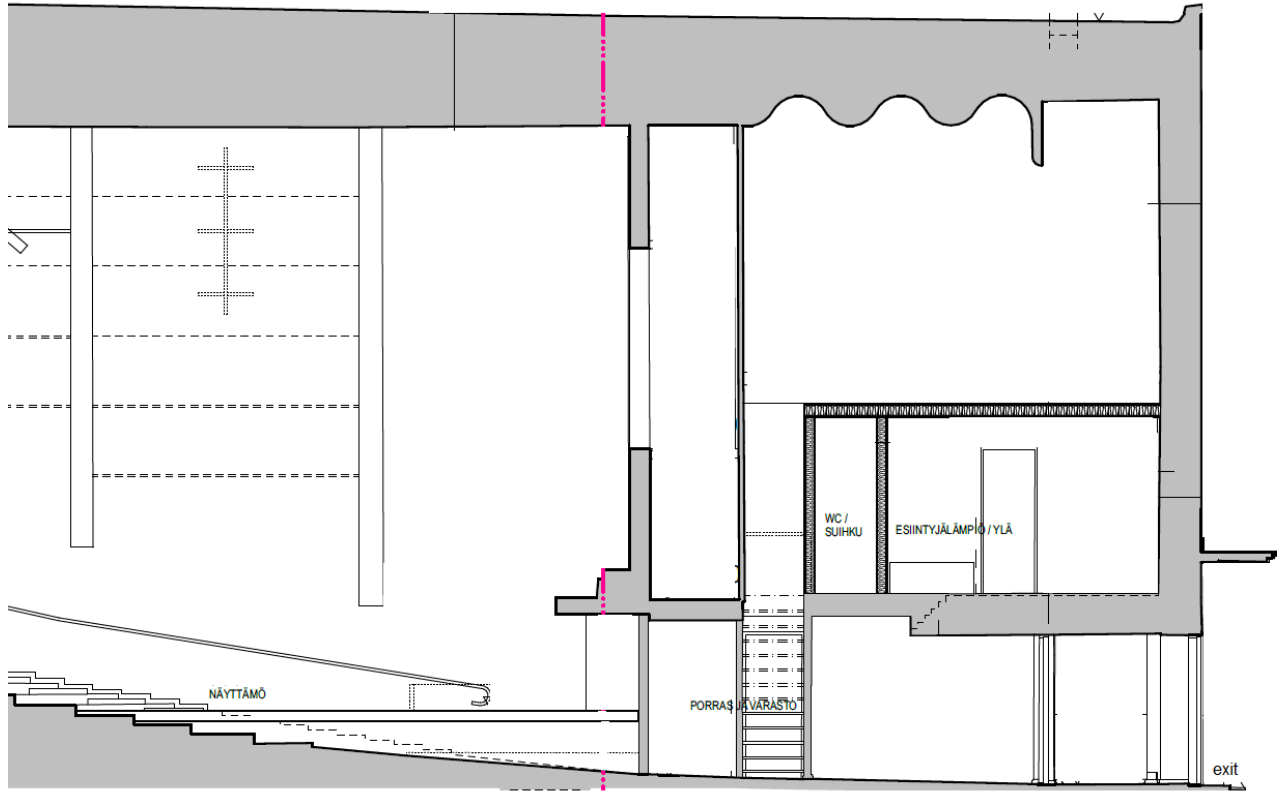 WC /
SUIHKU
ESIINTYJÄLÄMPIÖ / YLÄ
NÄYTTÄMÖ
PORRAS JA VARASTO
exit